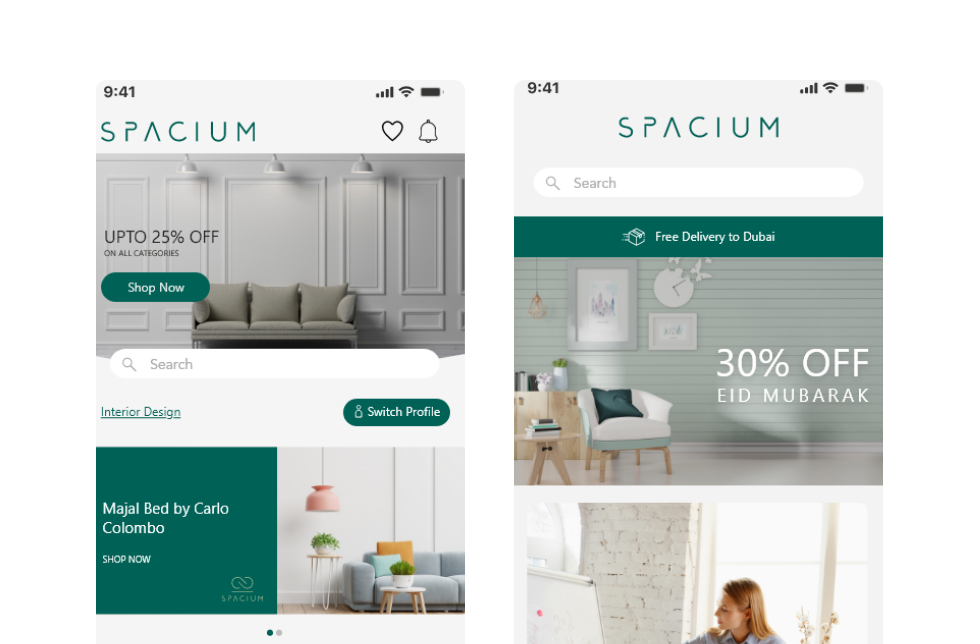 9:41
SPACIUM
UPTO 25% OFF
ON ALL CATEGORIES
Shop Now
Search
Interior Design
Switch Profile
Majal Bed by Carlo
Colombo
SHOP NOW
SPACIUM
9:41
SPACIUM
Search
Free Delivery to Dubai
30% OFF
EID MUBARAK